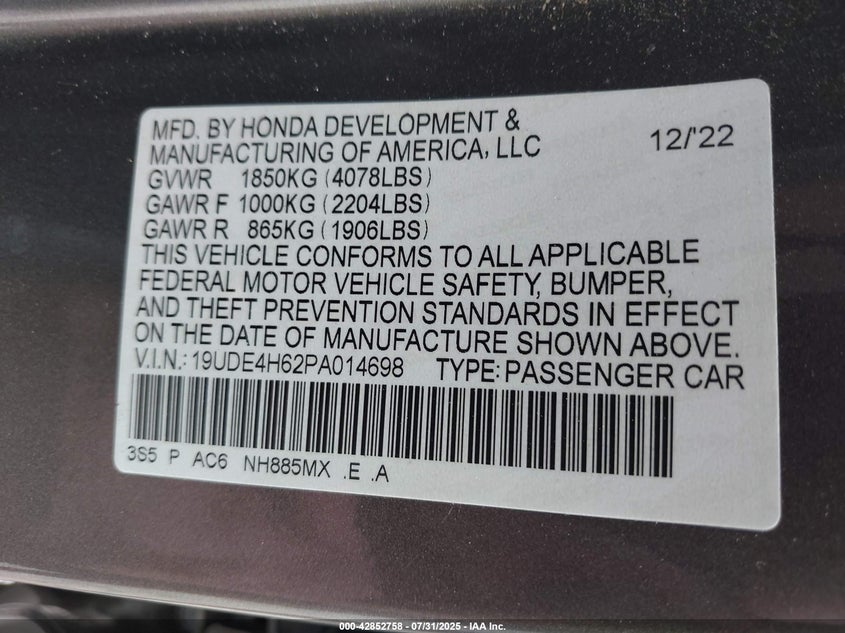 MFD. BY HONDA DEVELOPMENT &
MANUFACTURING OF AMERICA, LLC 12/'22
GVWR 1850KG (4078LBS)
GAWR F 1000KG (2204LBS)
GAWR R 865KG (1906LBS)
THIS VEHICLE CONFORMS TO ALL APPLICABLE
FEDERAL MOTOR VEHICLE SAFETY, BUMPER,
AND THEFT PREVENTION STANDARDS IN EFFECT
ON THE DATE OF MANUFACTURE SHOWN ABOVE.
V.I.N.: 19UDE4H62PA014698 TYPE: PASSENGER CAR
3S5 P AC6 NH885MX .E .A
000-42852758 - 07/31/2025 - IAA Inc.